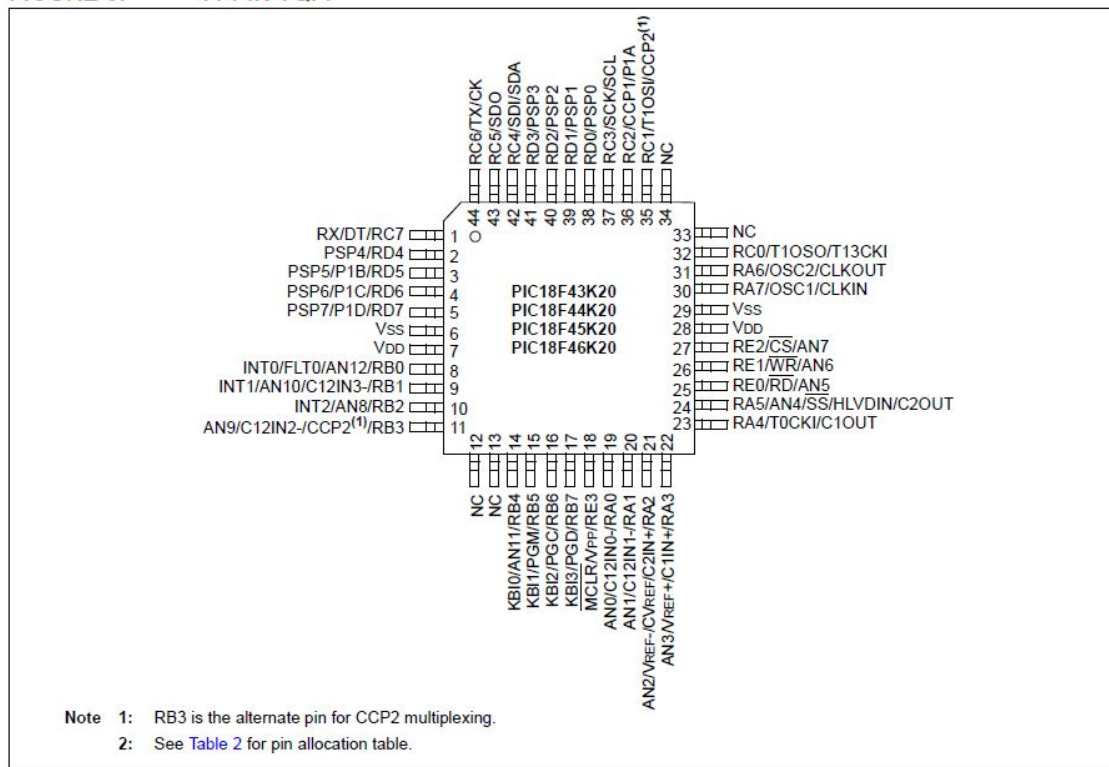 RC6/TX/CK
RC5/SDO
RC4/SDI/SDA
RD3/PSP3
RD2/PSP2
RD1/PSP1
RD0/PSP0
RC3/SCK/SCL
RC2/CCP1/P1A
RC1/T1OSI/CCP2(1)
NC
44 43 42 41 40 39 38 37 36 35 34
RX/DT/RC7 1
PSP4/RD4 2
PSP5/P1B/RD5 3
PSP6/P1C/RD6 4
PSP7/P1D/RD7 5
VSS 6
VDD 7
INT0/FLT0/AN12/RB0 8
INT1/AN10/C12IN3-/RB1 9
INT2/AN8/RB2 10
AN9/C12IN2-/CCP2(1)/RB3 11
PIC18F43K20
PIC18F44K20
PIC18F45K20
PIC18F46K20
33 NC
32 RC0/T1OSO/T13CKI
31 RA6/OSC2/CLKOUT
30 RA7/OSC1/CLKIN
29 VSS
28 VDD
27 RE2/CS/AN7
26 RE1/WR/AN6
25 RE0/RD/AN5
24 RA5/AN4/SS/HLVDIN/C2OUT
23 RA4/T0CKI/C1OUT
12 13 14 15 16 17 18 19 20 21 22
NC
NC
KBI0/AN11/RB4
KBI1/PGM/RB5
KBI2/PGC/RB6
KBI3/PGD/RB7
MCLR/VPP/RE3
AN0/C12IN0-/RA0
AN1/C12IN1-/RA1
AN2/VREF-/CVREF/C2IN+/RA2
AN3/VREF+/C1IN+/RA3
Note 1: RB3 is the alternate pin for CCP2 multiplexing.
2: See Table 2 for pin allocation table.